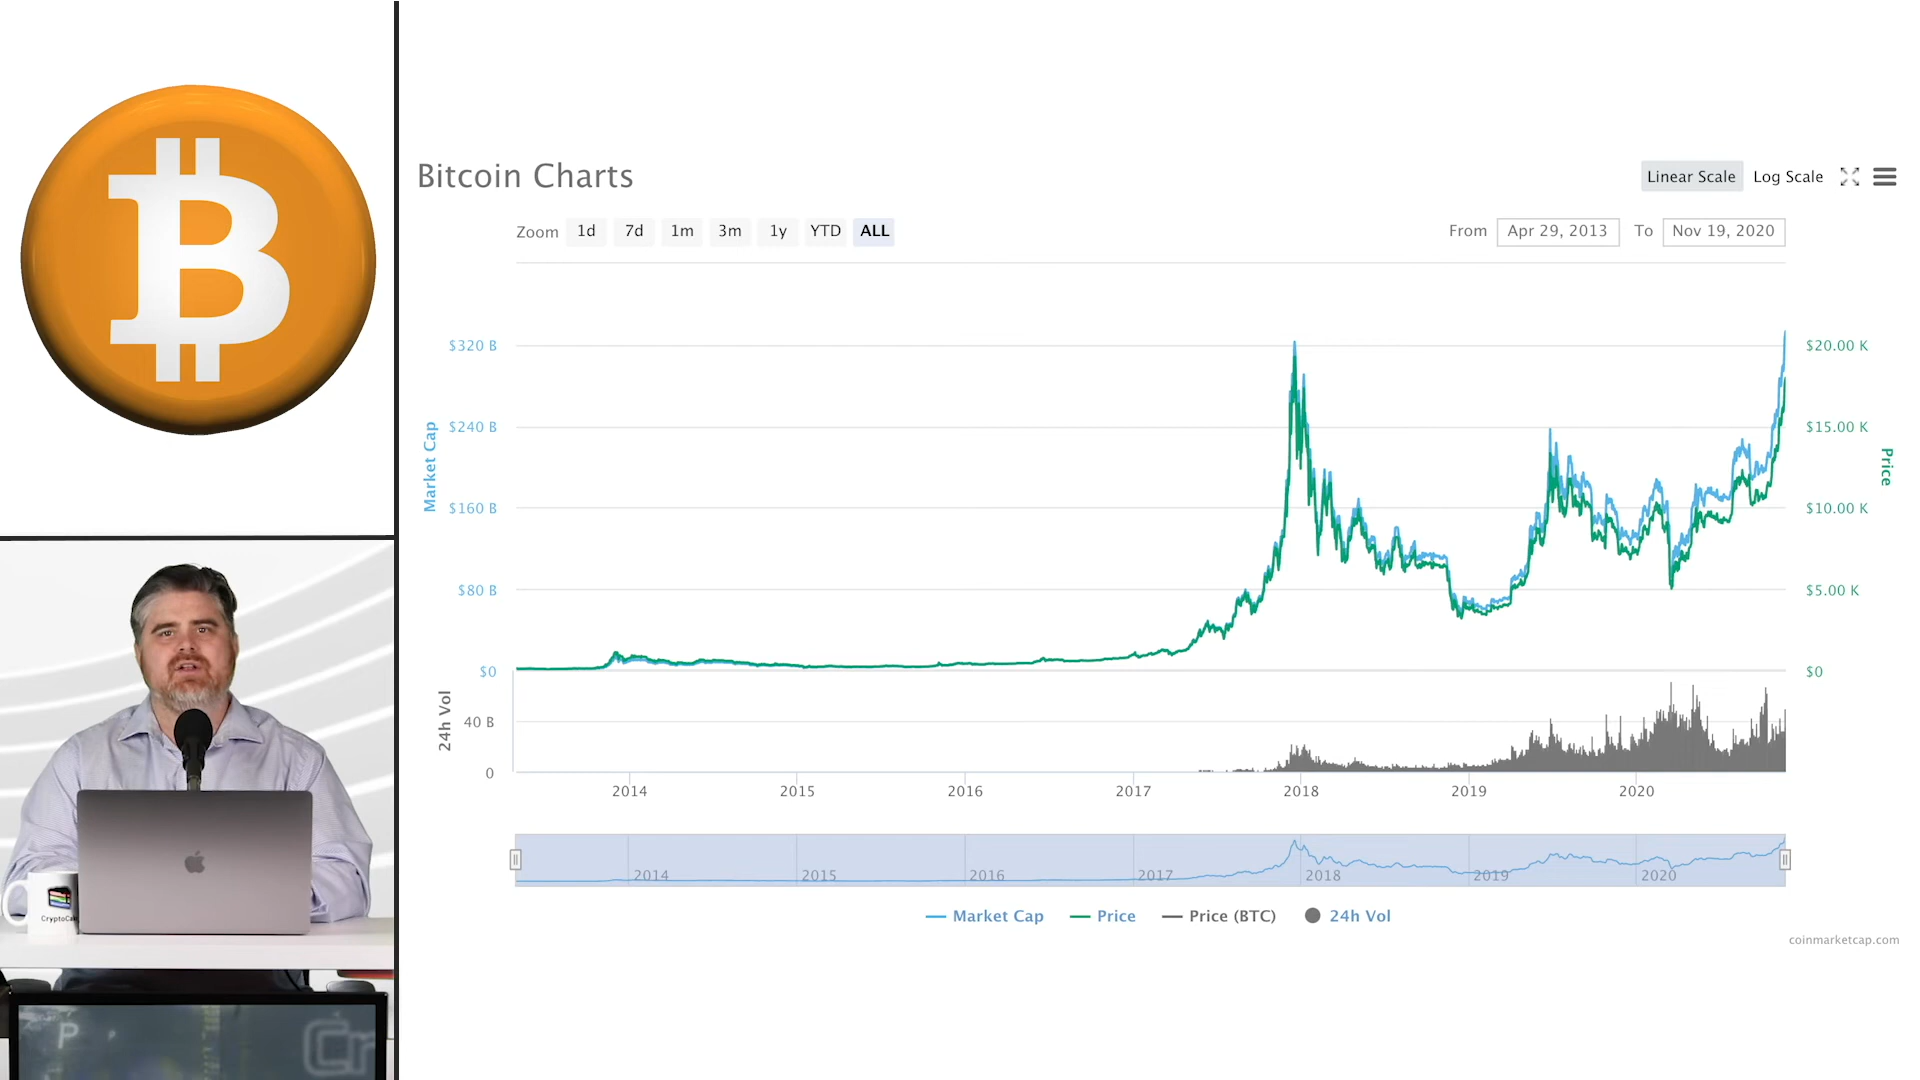 Bitcoin Charts
Linear Scale Log Scale
Zoom 1d 7d 1m 3m 1y YTD ALL
From Apr 29, 2013 To Nov 19, 2020
$320 B
$240 B
$160 B
$80 B
$0
Market Cap
$20.00 K
$15.00 K
$10.00 K
$5.00 K
$0
Price
24h Vol
40 B
0
2014 2015 2016 2017 2018 2019 2020
2014 2015 2016 2017 2018 2019 2020
Market Cap Price Price (BTC) 24h Vol
coinmarketcap.com
P